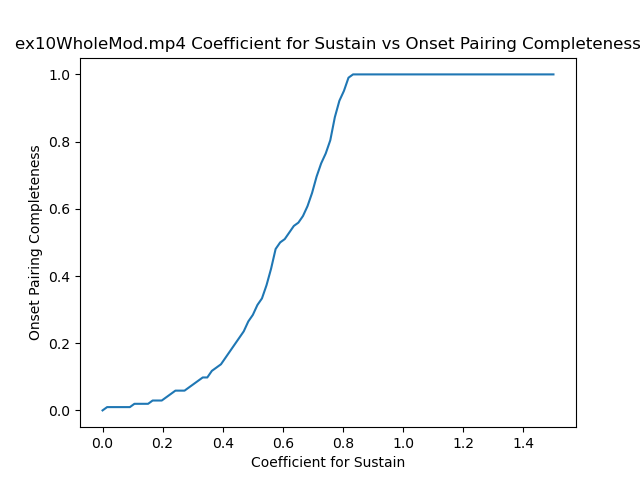 ex10WholeMod.mp4 Coefficient for Sustain vs Onset Pairing Completeness
1.0
0.8
0.6
0.4
0.2
0.0
Onset Pairing Completeness
0.0 0.2 0.4 0.6 0.8 1.0 1.2 1.4
Coefficient for Sustain